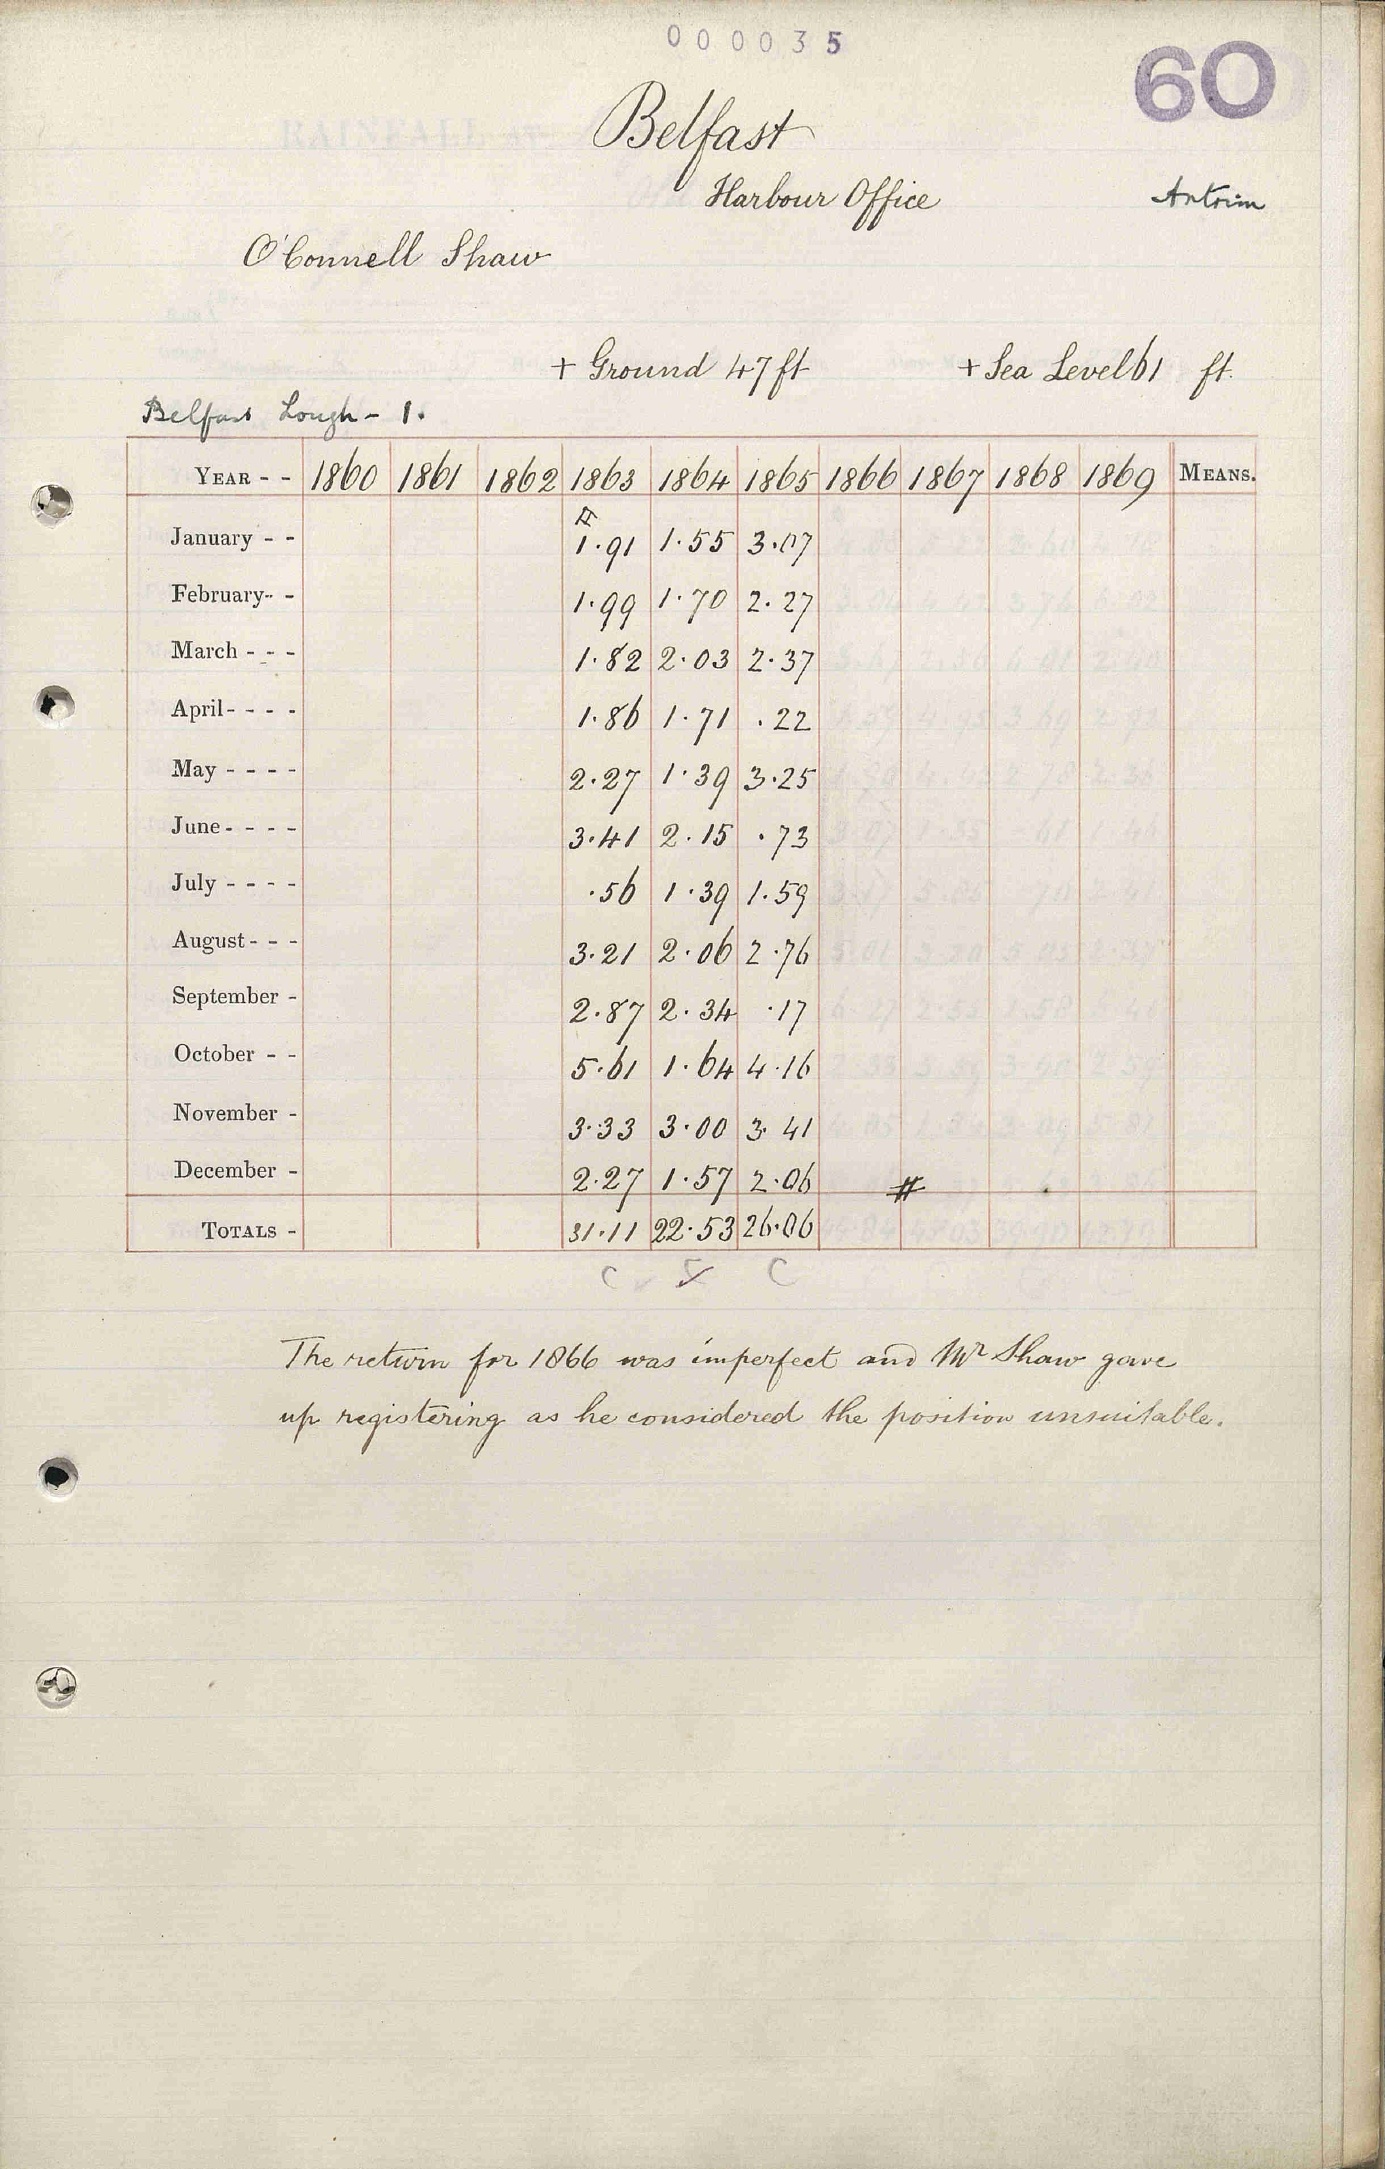 000035
60
Belfast
Harbour Office
Antrim
O'Connell Shaw
+ Ground 47 ft + Sea Level 61 ft.
Belfast Lough - 1.
YEAR - - 1860 1861 1862 1863 1864 1865 1866 1867 1868 1869 MEANS.
January - - 1.91 1.55 3.07
February - - 1.99 1.70 2.27
March - - - 1.82 2.03 2.37
April - - - - 1.86 1.71 .22
May - - - - 2.27 1.39 3.25
June - - - - 3.41 2.15 .73
July - - - - .56 1.39 1.59
August - - - 3.21 2.06 2.76
September - 2.87 2.34 .17
October - - 5.61 1.64 4.16
November - 3.33 3.00 3.41
December - 2.27 1.57 2.06 #
TOTALS - 31.11 22.53 26.06
C C
The return for 1866 was imperfect and Mr Shaw gave
up registering as he considered the position unsuitable.